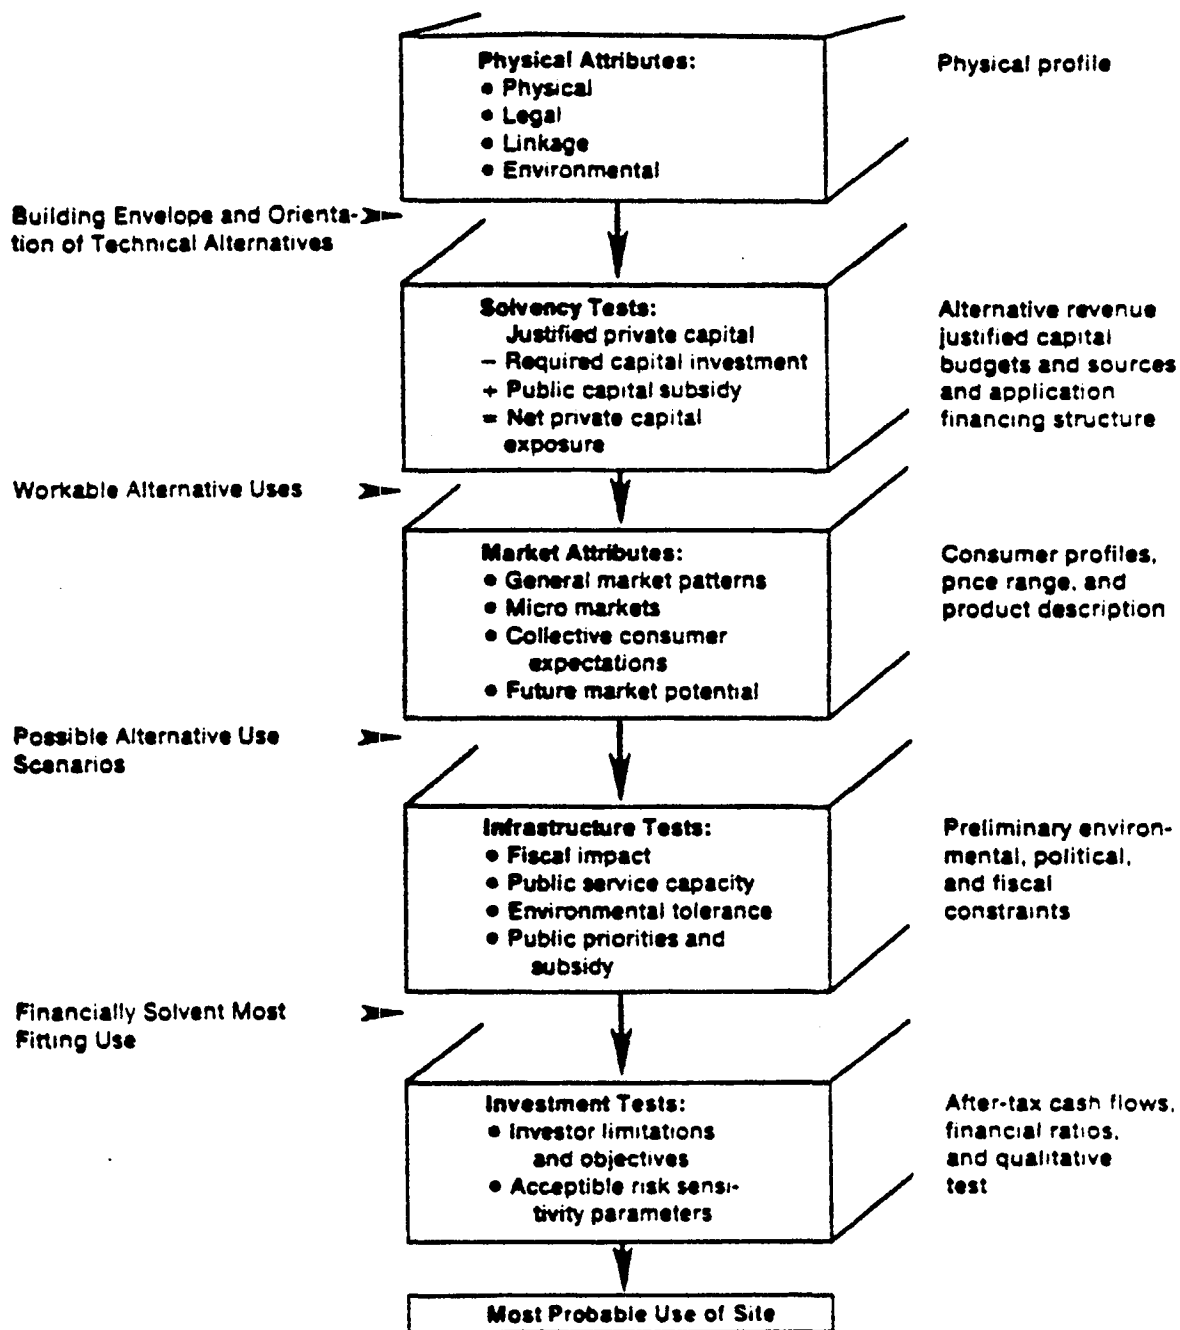 Physical Attributes:
• Physical
• Legal
• Linkage
• Environmental
Physical profile
Building Envelope and Orienta-
tion of Technical Alternatives
Solvency Tests:
Justified private capital
− Required capital investment
+ Public capital subsidy
= Net private capital
exposure
Alternative revenue
justified capital
budgets and sources
and application
financing structure
Workable Alternative Uses
Market Attributes:
• General market patterns
• Micro markets
• Collective consumer
expectations
• Future market potential
Consumer profiles,
price range, and
product description
Possible Alternative Use
Scenarios
Infrastructure Tests:
• Fiscal impact
• Public service capacity
• Environmental tolerance
• Public priorities and
subsidy
Preliminary environ-
mental, political,
and fiscal
constraints
Financially Solvent Most
Fitting Use
Investment Tests:
• Investor limitations
and objectives
• Acceptible risk sensi-
tivity parameters
After-tax cash flows,
financial ratios,
and qualitative
test
Most Probable Use of Site